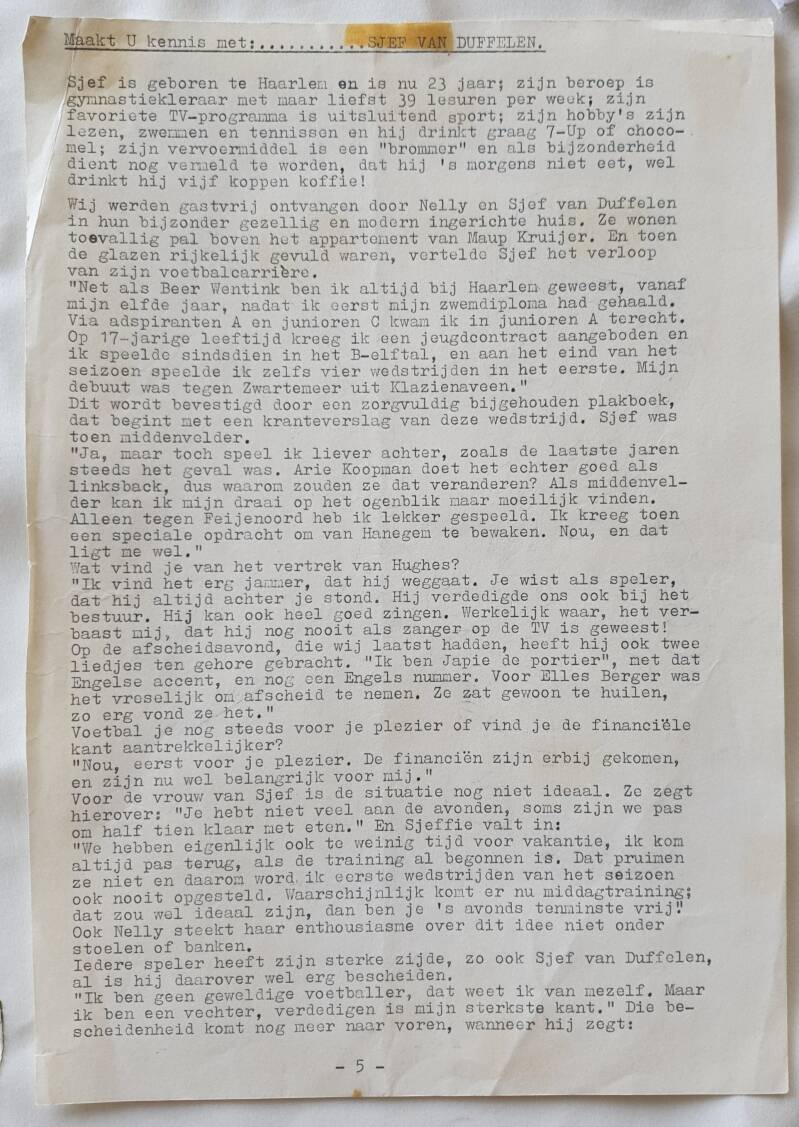 Maakt U kennis met:...........SJEF VAN DUFFELEN.
Sjef is geboren te Haarlem en is nu 23 jaar; zijn beroep is
gymnastiekleraar met maar liefst 39 lesuren per week; zijn
favoriete TV-programma is uitsluitend sport; zijn hobby's zijn
lezen, zwemmen en tennissen en hij drinkt graag 7-Up of choco-
mel; zijn vervoermiddel is een "brommer" en als bijzonderheid
dient nog vermeld te worden, dat hij 's morgens niet eet, wel
drinkt hij vijf koppen koffie!
Wij werden gastvrij ontvangen door Nelly en Sjef van Duffelen
in hun bijzonder gezellig en modern ingerichte huis. Ze wonen
toevallig pal boven het appartement van Maup Kruijer. En toen
de glazen rijkelijk gevuld waren, vertelde Sjef het verloop
van zijn voetbalcarrière.
"Net als Beer Wentink ben ik altijd bij Haarlem geweest, vanaf
mijn elfde jaar, nadat ik eerst mijn zwemdiploma had gehaald.
Via adspiranten A en junioren C kwam ik in junioren A terecht.
Op 17-jarige leeftijd kreeg ik een jeugdcontract aangeboden en
ik speelde sindsdien in het B-elftal, en aan het eind van het
seizoen speelde ik zelfs vier wedstrijden in het eerste. Mijn
debuut was tegen Zwartemeer uit Klazienaveen."
Dit wordt bevestigd door een zorgvuldig bijgehouden plakboek,
dat begint met een kranteverslag van deze wedstrijd. Sjef was
toen middenvelder.
"Ja, maar toch speel ik liever achter, zoals de laatste jaren
steeds het geval was. Arie Koopman doet het echter goed als
linksback, dus waarom zouden ze dat veranderen? Als middenvel-
der kan ik mijn draai op het ogenblik maar moeilijk vinden.
Alleen tegen Feijenoord heb ik lekker gespeeld. Ik kreeg toen
een speciale opdracht om van Hanegem te bewaken. Nou, en dat
ligt me wel."
Wat vind je van het vertrek van Hughes?
"Ik vind het erg jammer, dat hij weggaat. Je wist als speler,
dat hij altijd achter je stond. Hij verdedigde ons ook bij het
bestuur. Hij kan ook heel goed zingen. Werkelijk waar, het ver-
baast mij, dat hij nog nooit als zanger op de TV is geweest!
Op de afscheidsavond, die wij laatst hadden, heeft hij ook twee
liedjes ten gehore gebracht. "Ik ben Japie de portier", met dat
Engelse accent, en nog een Engels nummer. Voor Elles Berger was
het vreselijk om afscheid te nemen. Ze zat gewoon te huilen,
zo erg vond ze het."
Voetbal je nog steeds voor je plezier of vind je de financiële
kant aantrekkelijker?
"Nou, eerst voor je plezier. De financiën zijn erbij gekomen,
en zijn nu wel belangrijk voor mij."
Voor de vrouw van Sjef is de situatie nog niet ideaal. Ze zegt
hierover: "Je hebt niet veel aan de avonden, soms zijn we pas
om half tien klaar met eten." En Sjeffie valt in:
"We hebben eigenlijk ook te weinig tijd voor vakantie, ik kom
altijd pas terug, als de training al begonnen is. Dat pruimen
ze niet en daarom word ik eerste wedstrijden van het seizoen
ook nooit opgesteld. Waarschijnlijk komt er nu middagtraining;
dat zou wel ideaal zijn, dan ben je 's avonds tenminste vrij!"
Ook Nelly steekt haar enthousiasme over dit idee niet onder
stoelen of banken.
Iedere speler heeft zijn sterke zijde, zo ook Sjef van Duffelen,
al is hij daarover wel erg bescheiden.
"Ik ben geen geweldige voetballer, dat weet ik van mezelf. Maar
ik ben een vechter, verdedigen is mijn sterkste kant." Die be-
scheidenheid komt nog meer naar voren, wanneer hij zegt:
- 5 -